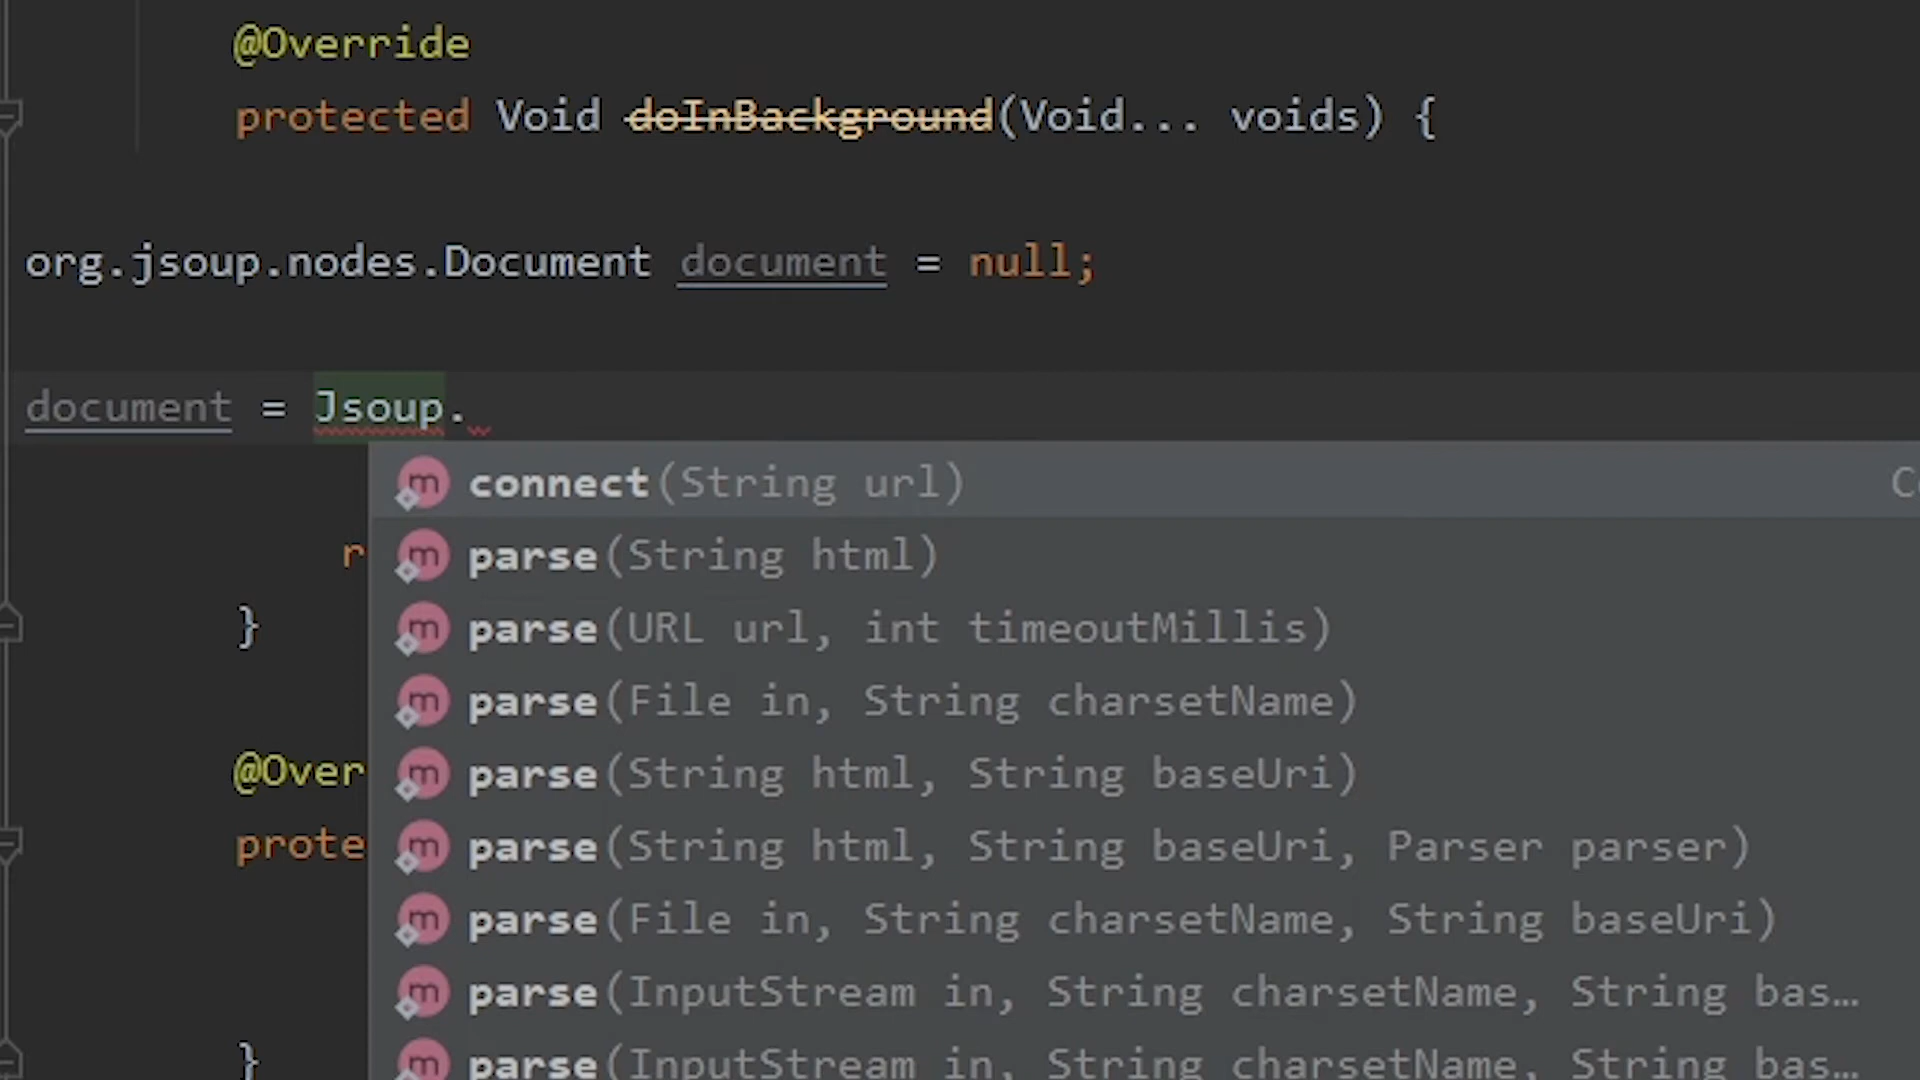 @Override
protected Void doInBackground(Void... voids) {
org.jsoup.nodes.Document document = null;
document = Jsoup.
connect(String url)
parse(String html)
parse(URL url, int timeoutMillis)
parse(File in, String charsetName)
}
parse(String html, String baseUri)
parse(String html, String baseUri, Parser parser)
parse(File in, String charsetName, String baseUri)
parse(InputStream in, String charsetName, String bas…
}
parse(InputStream in, String charsetName, String bas…